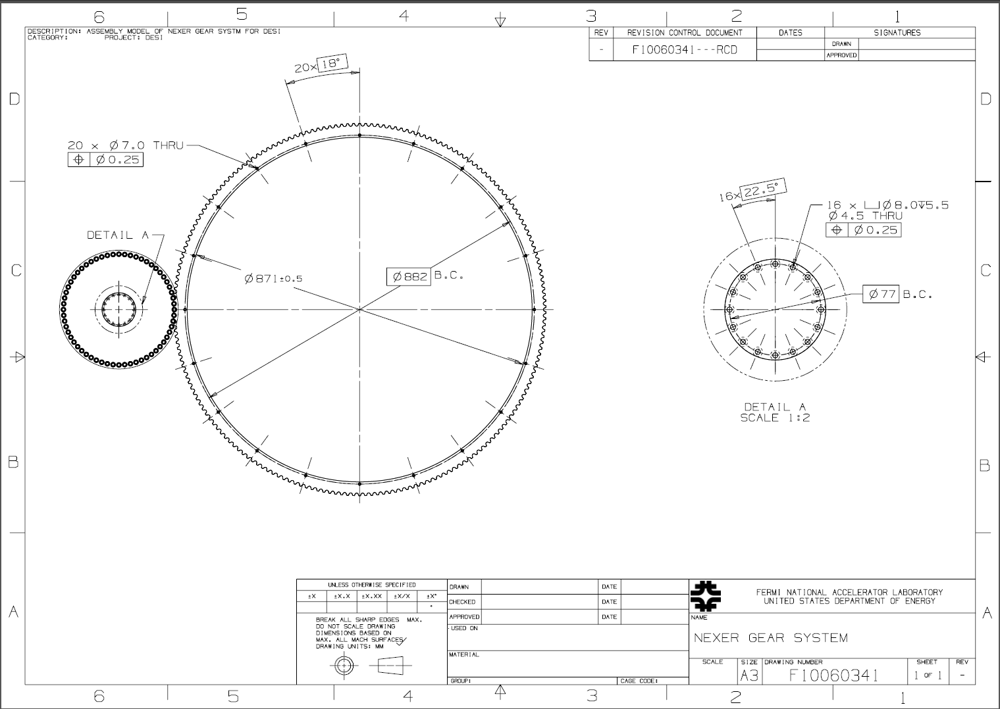 6 5 4 3 2 1
DESCRIPTION: ASSEMBLY MODEL OF NEXER GEAR SYSTM FOR DESI
CATEGORY: PROJECT: DESI
REV REVISION CONTROL DOCUMENT DATES SIGNATURES
- F10060341---RCD
DRAWN
APPROVED
D D
20x 18°
20 x Ø7.0 THRU
⌖ Ø0.25
DETAIL A
C C
Ø871±0.5
Ø882 B.C.
16x 22.5°
16 x ⌴Ø8.0↧5.5
Ø4.5 THRU
⌖ Ø0.25
Ø77 B.C.
DETAIL A
SCALE 1:2
B B
A A
UNLESS OTHERWISE SPECIFIED
±X ±X.X ±X.XX ±X/X ±X°
°
BREAK ALL SHARP EDGES MAX.
DO NOT SCALE DRAWING
DIMENSIONS BASED ON
MAX. ALL MACH SURFACES
DRAWING UNITS: MM
DRAWN DATE
CHECKED DATE
APPROVED DATE
USED ON
MATERIAL
GROUP: CAGE CODE:
FERMI NATIONAL ACCELERATOR LABORATORY
UNITED STATES DEPARTMENT OF ENERGY
NAME
NEXER GEAR SYSTEM
SCALE SIZE DRAWING NUMBER SHEET REV
A3 F10060341 1 OF 1 -
6 5 4 3 2 1